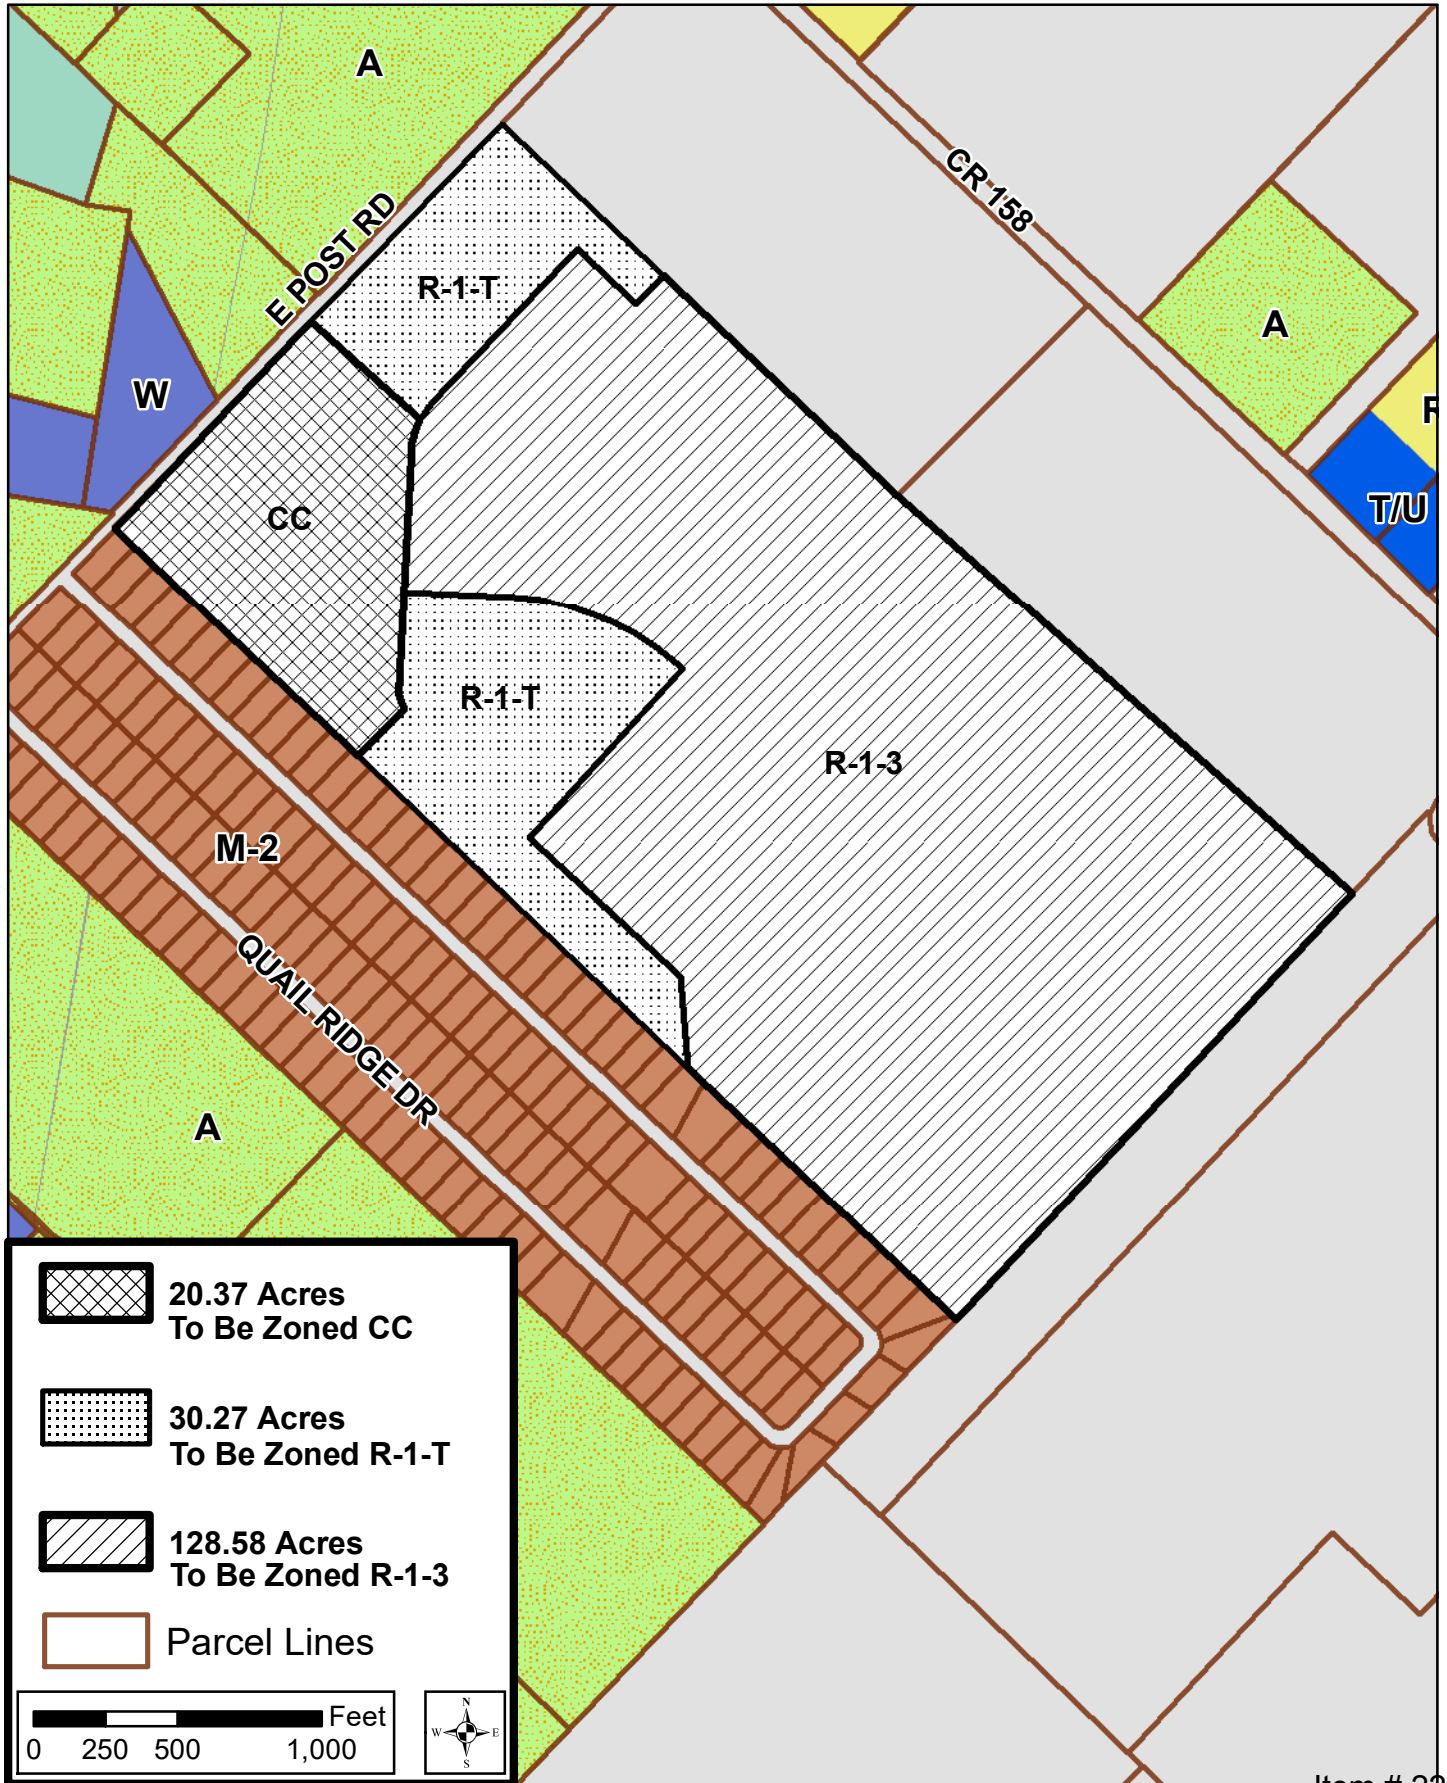 A
CR 158
E POST RD
R-1-T
A
W
R
CC
T/U
R-1-T
R-1-3
M-2
QUAIL RIDGE DR
A
20.37 Acres
To Be Zoned CC
30.27 Acres
To Be Zoned R-1-T
128.58 Acres
To Be Zoned R-1-3
Parcel Lines
Feet
0 250 500 1,000
N
W E
S
Item #